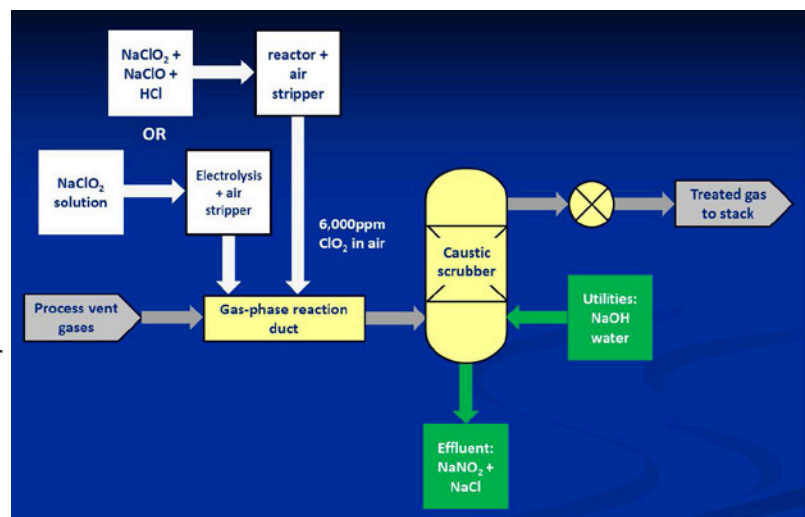 NaClO₂ +
NaClO +
HCl
reactor +
air
stripper
OR
NaClO₂
solution
Electrolysis
+ air
stripper
6,000ppm
ClO₂ in air
Process vent
gases
Gas-phase reaction
duct
Caustic
scrubber
Treated gas
to stack
Utilities:
NaOH
water
Effluent:
NaNO₂ +
NaCl